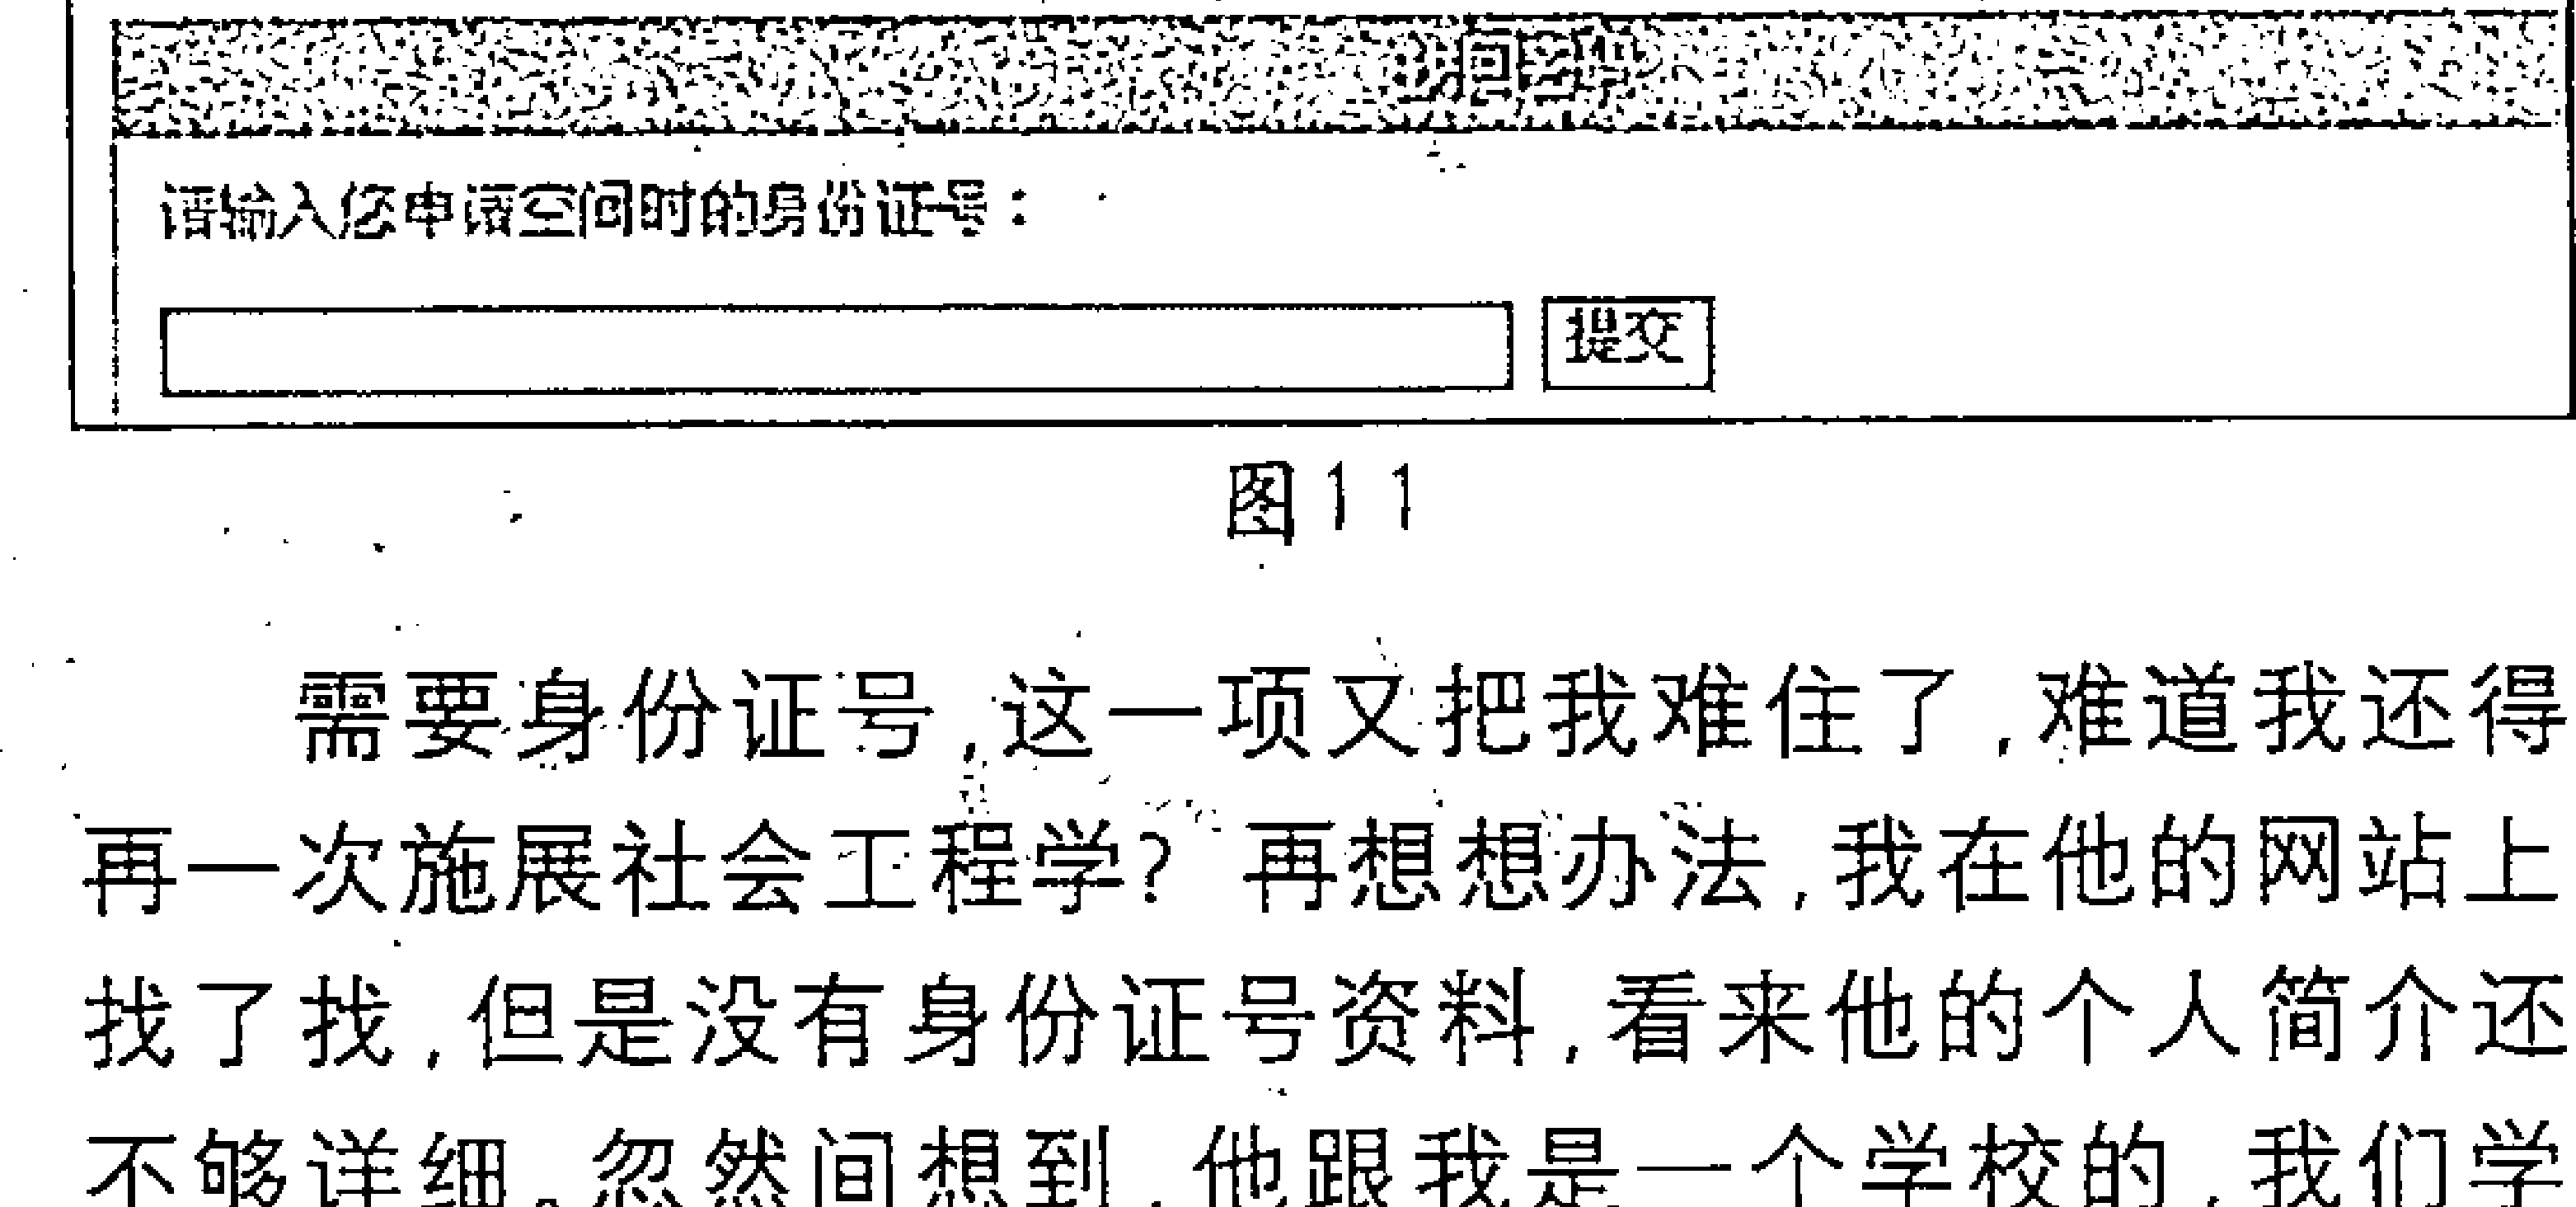 请输入您申请空间时的身份证号：
提交
图11
需要身份证号,这一项又把我难住了,难道我还得
再一次施展社会工程学? 再想想办法,我在他的网站上
找了找,但是没有身份证号资料,看来他的个人简介还
不够详细。忽然间想到,他跟我是一个学校的,我们学